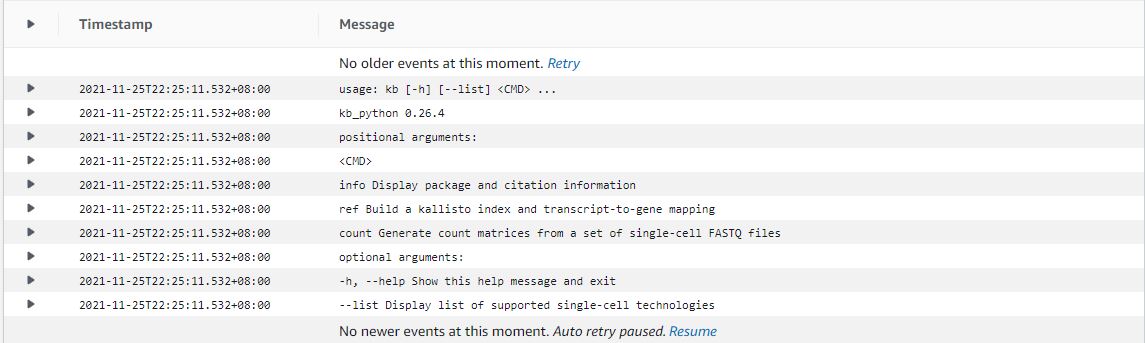 Timestamp Message
No older events at this moment. Retry
2021-11-25T22:25:11.532+08:00 usage: kb [-h] [--list] <CMD> ...
2021-11-25T22:25:11.532+08:00 kb_python 0.26.4
2021-11-25T22:25:11.532+08:00 positional arguments:
2021-11-25T22:25:11.532+08:00 <CMD>
2021-11-25T22:25:11.532+08:00 info Display package and citation information
2021-11-25T22:25:11.532+08:00 ref Build a kallisto index and transcript-to-gene mapping
2021-11-25T22:25:11.532+08:00 count Generate count matrices from a set of single-cell FASTQ files
2021-11-25T22:25:11.532+08:00 optional arguments:
2021-11-25T22:25:11.532+08:00 -h, --help Show this help message and exit
2021-11-25T22:25:11.532+08:00 --list Display list of supported single-cell technologies
No newer events at this moment. Auto retry paused. Resume